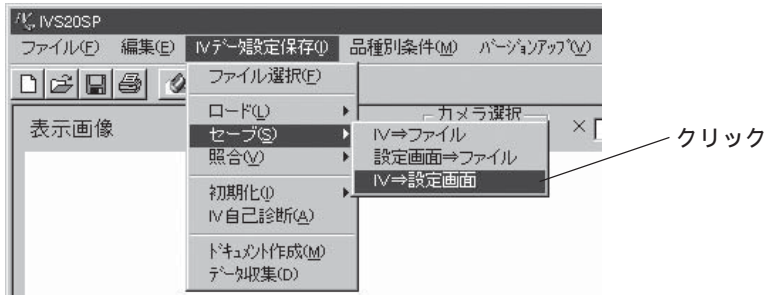 IVS20SP
ファイル(F) 編集(E) IVデータ設定保存(I) 品種別条件(M) バージョンアップ(V)
ファイル選択(F)
ロード(L)
セーブ(S)
照合(V)
初期化(I)
IV自己診断(A)
ドキュメント作成(M)
データ収集(D)
表示画像
カメラ選択
×
IV⇒ファイル
設定画面⇒ファイル
IV⇒設定画面
クリック